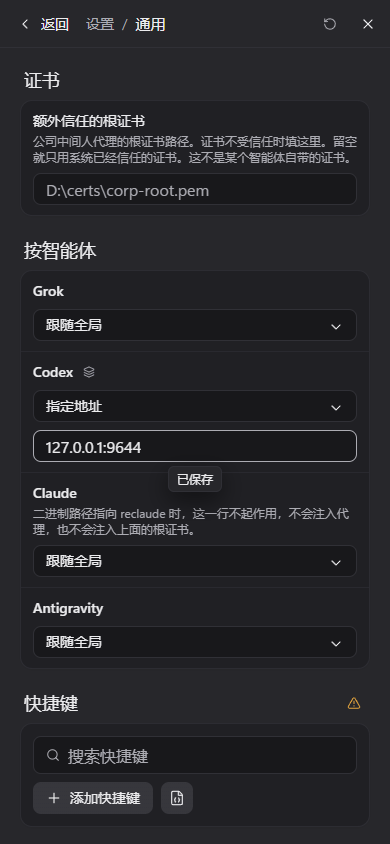 返回 设置 / 通用
证书
额外信任的根证书
公司中间人代理的根证书路径。证书不受信任时填这里。留空
就只用系统已经信任的证书。这不是某个智能体自带的证书。
D:\certs\corp-root.pem
按智能体
Grok
跟随全局
Codex
指定地址
127.0.0.1:9644
已保存
Claude
二进制路径指向 reclaude 时，这一行不起作用，不会注入代
理，也不会注入上面的根证书。
跟随全局
Antigravity
跟随全局
快捷键
搜索快捷键
添加快捷键